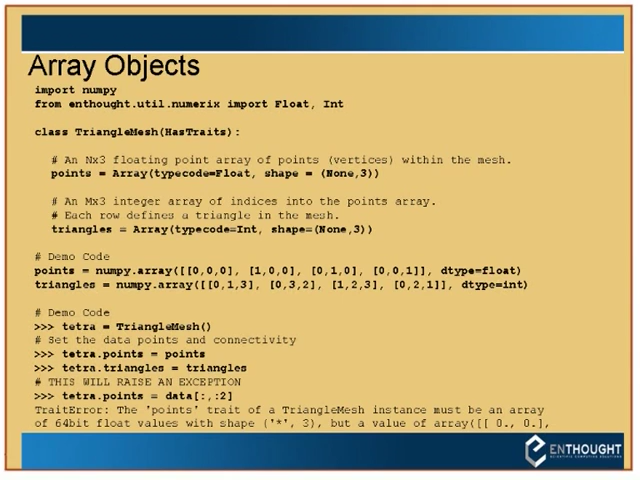 Array Objects
import numpy
from enthought.util.numerix import Float, Int
class TriangleMesh(HasTraits):
# An Nx3 floating point array of points (vertices) within the mesh.
points = Array(typecode=Float, shape = (None,3))
# An Mx3 integer array of indices into the points array.
# Each row defines a triangle in the mesh.
triangles = Array(typecode=Int, shape=(None,3))
# Demo Code
points = numpy.array([[0,0,0], [1,0,0], [0,1,0], [0,0,1]], dtype=float)
triangles = numpy.array([[0,1,3], [0,3,2], [1,2,3], [0,2,1]], dtype=int)
# Demo Code
>>> tetra = TriangleMesh()
# Set the data points and connectivity
>>> tetra.points = points
>>> tetra.triangles = triangles
# THIS WILL RAISE AN EXCEPTION
>>> tetra.points = data[:,:2]
TraitError: The 'points' trait of a TriangleMesh instance must be an array
of 64bit float values with shape ('*', 3), but a value of array([[ 0., 0.],
ENTHOUGHT
SCIENTIFIC COMPUTING SOLUTIONS